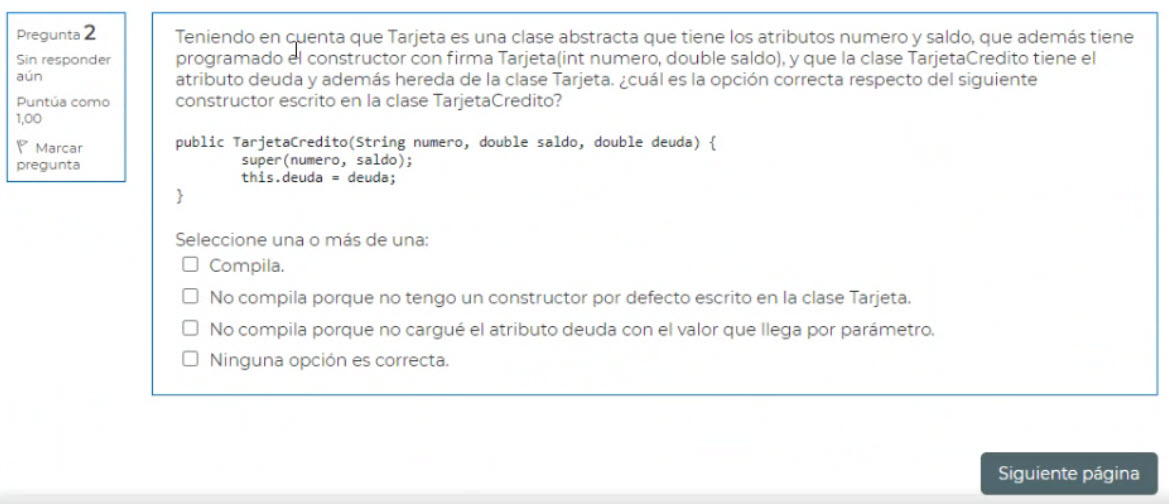 Pregunta 2
Sin responder
aún
Puntúa como
1,00
Marcar
pregunta
Teniendo en cuenta que Tarjeta es una clase abstracta que tiene los atributos numero y saldo, que además tiene
programado el constructor con firma Tarjeta(int numero, double saldo), y que la clase TarjetaCredito tiene el
atributo deuda y además hereda de la clase Tarjeta. ¿cuál es la opción correcta respecto del siguiente
constructor escrito en la clase TarjetaCredito?
public TarjetaCredito(String numero, double saldo, double deuda) {
super(numero, saldo);
this.deuda = deuda;
}
Seleccione una o más de una:
Compila.
No compila porque no tengo un constructor por defecto escrito en la clase Tarjeta.
No compila porque no cargué el atributo deuda con el valor que llega por parámetro.
Ninguna opción es correcta.
Siguiente página